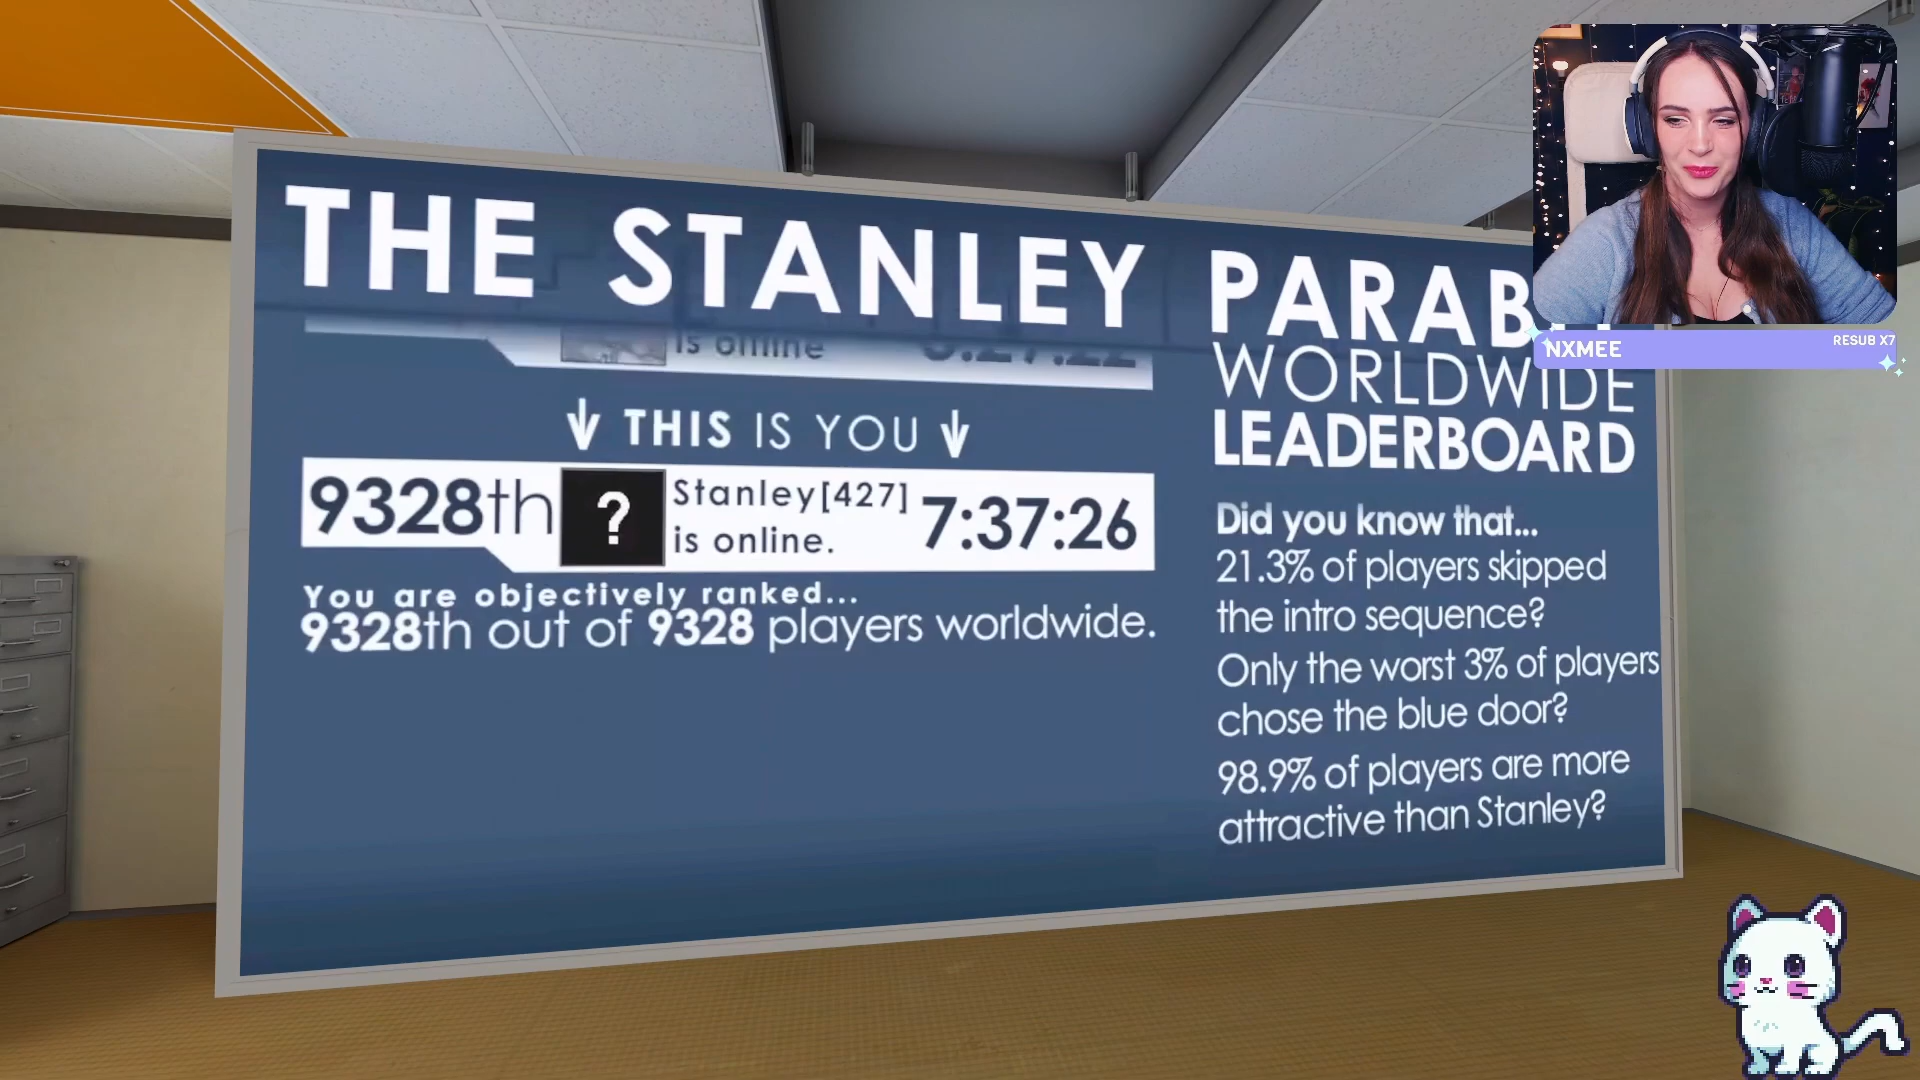 THE STANLEY PARAB
WORLDWIDE
LEADERBOARD
is offline
↓ THIS IS YOU ↓
9328th ? Stanley[427] 7:37:26
is online.
You are objectively ranked...
9328th out of 9328 players worldwide.
Did you know that...
21.3% of players skipped
the intro sequence?
Only the worst 3% of players
chose the blue door?
98.9% of players are more
attractive than Stanley?
NXMEE
RESUB X7